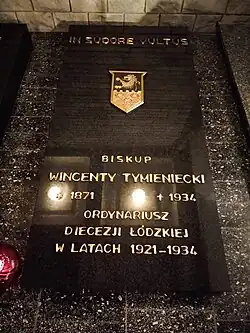 IN SUDORE VULTUS
BISKUP
WINCENTY TYMIENIECKI
* 1871 + 1934
ORDYNARIUSZ
DIECEZJI ŁÓDZKIEJ
W LATACH 1921-1934